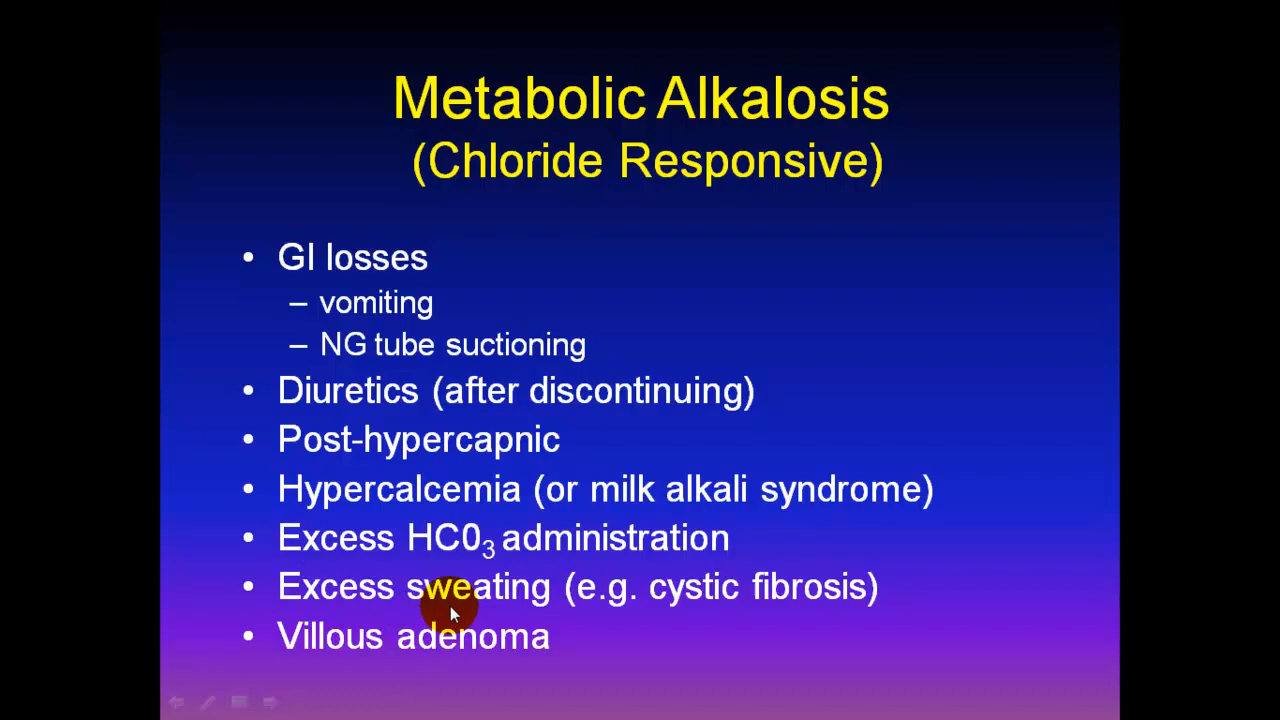 Metabolic Alkalosis
(Chloride Responsive)
• GI losses
– vomiting
– NG tube suctioning
• Diuretics (after discontinuing)
• Post-hypercapnic
• Hypercalcemia (or milk alkali syndrome)
• Excess HC0₃ administration
• Excess sweating (e.g. cystic fibrosis)
• Villous adenoma